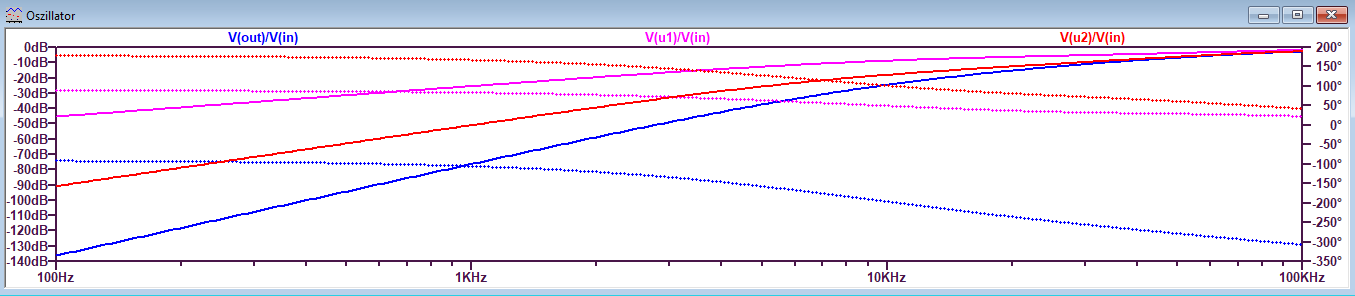 Oszillator
V(out)/V(in) V(u1)/V(in) V(u2)/V(in)
0dB 200°
-10dB 150°
-20dB 100°
-30dB 50°
-40dB 0°
-50dB -50°
-60dB -100°
-70dB -150°
-80dB -200°
-90dB -250°
-100dB -300°
-110dB -350°
-120dB
-130dB
-140dB
100Hz 1KHz 10KHz 100KHz